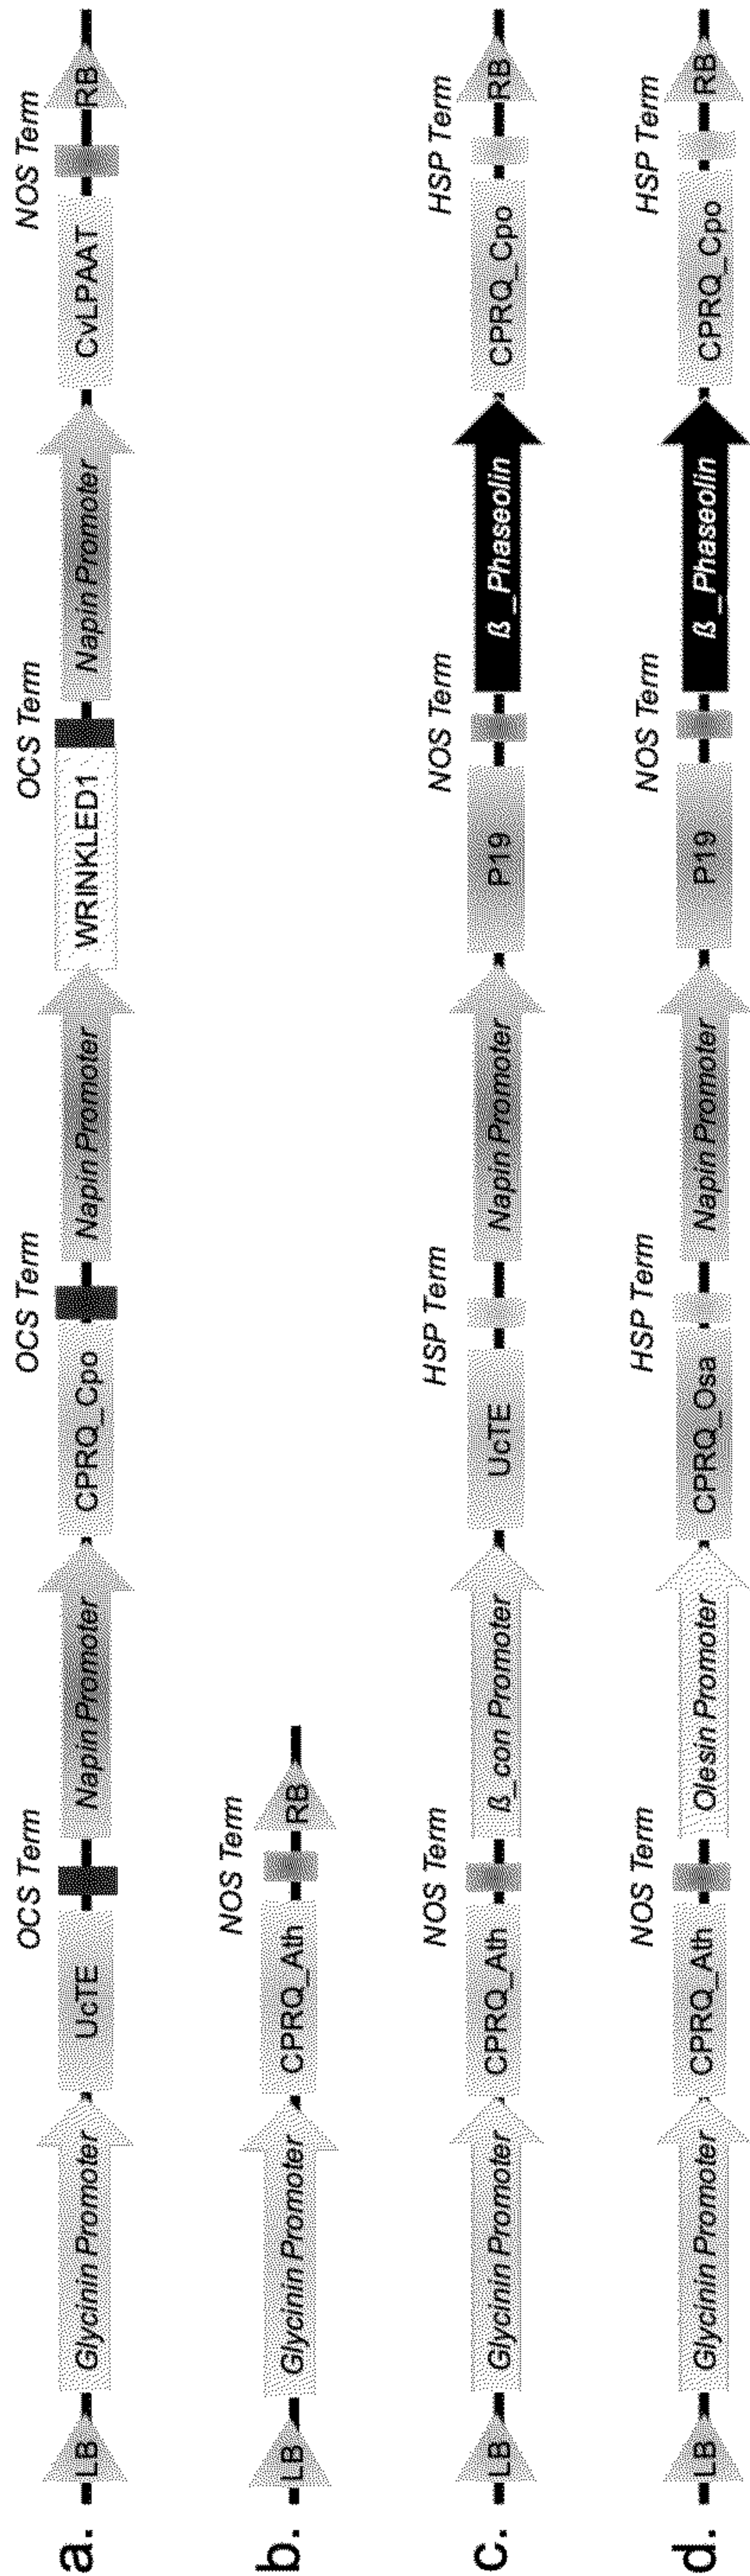 OCS Term OCS Term OCS Term NOS Term
a. LB Glycinin Promoter UcTE Napin Promoter CPRQ_Cpo Napin Promoter WRINKLED1 Napin Promoter CvLPAAT RB
NOS Term
b. LB Glycinin Promoter CPRQ_Ath RB
NOS Term HSP Term NOS Term HSP Term
c. LB Glycinin Promoter CPRQ_Ath ß_con Promoter UcTE Napin Promoter P19 ß_Phaseolin CPRQ_Cpo RB
NOS Term HSP Term NOS Term HSP Term
d. LB Glycinin Promoter CPRQ_Ath Olesin Promoter CPRQ_Osa Napin Promoter P19 ß_Phaseolin CPRQ_Cpo RB